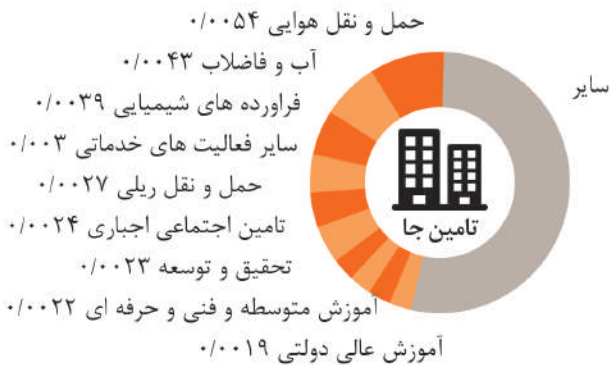 حمل و نقل هوایی ۰/۰۰۵۴
آب و فاضلاب ۰/۰۰۴۳
فراورده های شیمیایی ۰/۰۰۳۹
سایر فعالیت های خدماتی ۰/۰۰۳
حمل و نقل ریلی ۰/۰۰۲۷
تامین اجتماعی اجباری ۰/۰۰۲۴
تحقیق و توسعه ۰/۰۰۲۳
آموزش متوسطه و فنی و حرفه ای ۰/۰۰۲۲
آموزش عالی دولتی ۰/۰۰۱۹
سایر
تامین جا